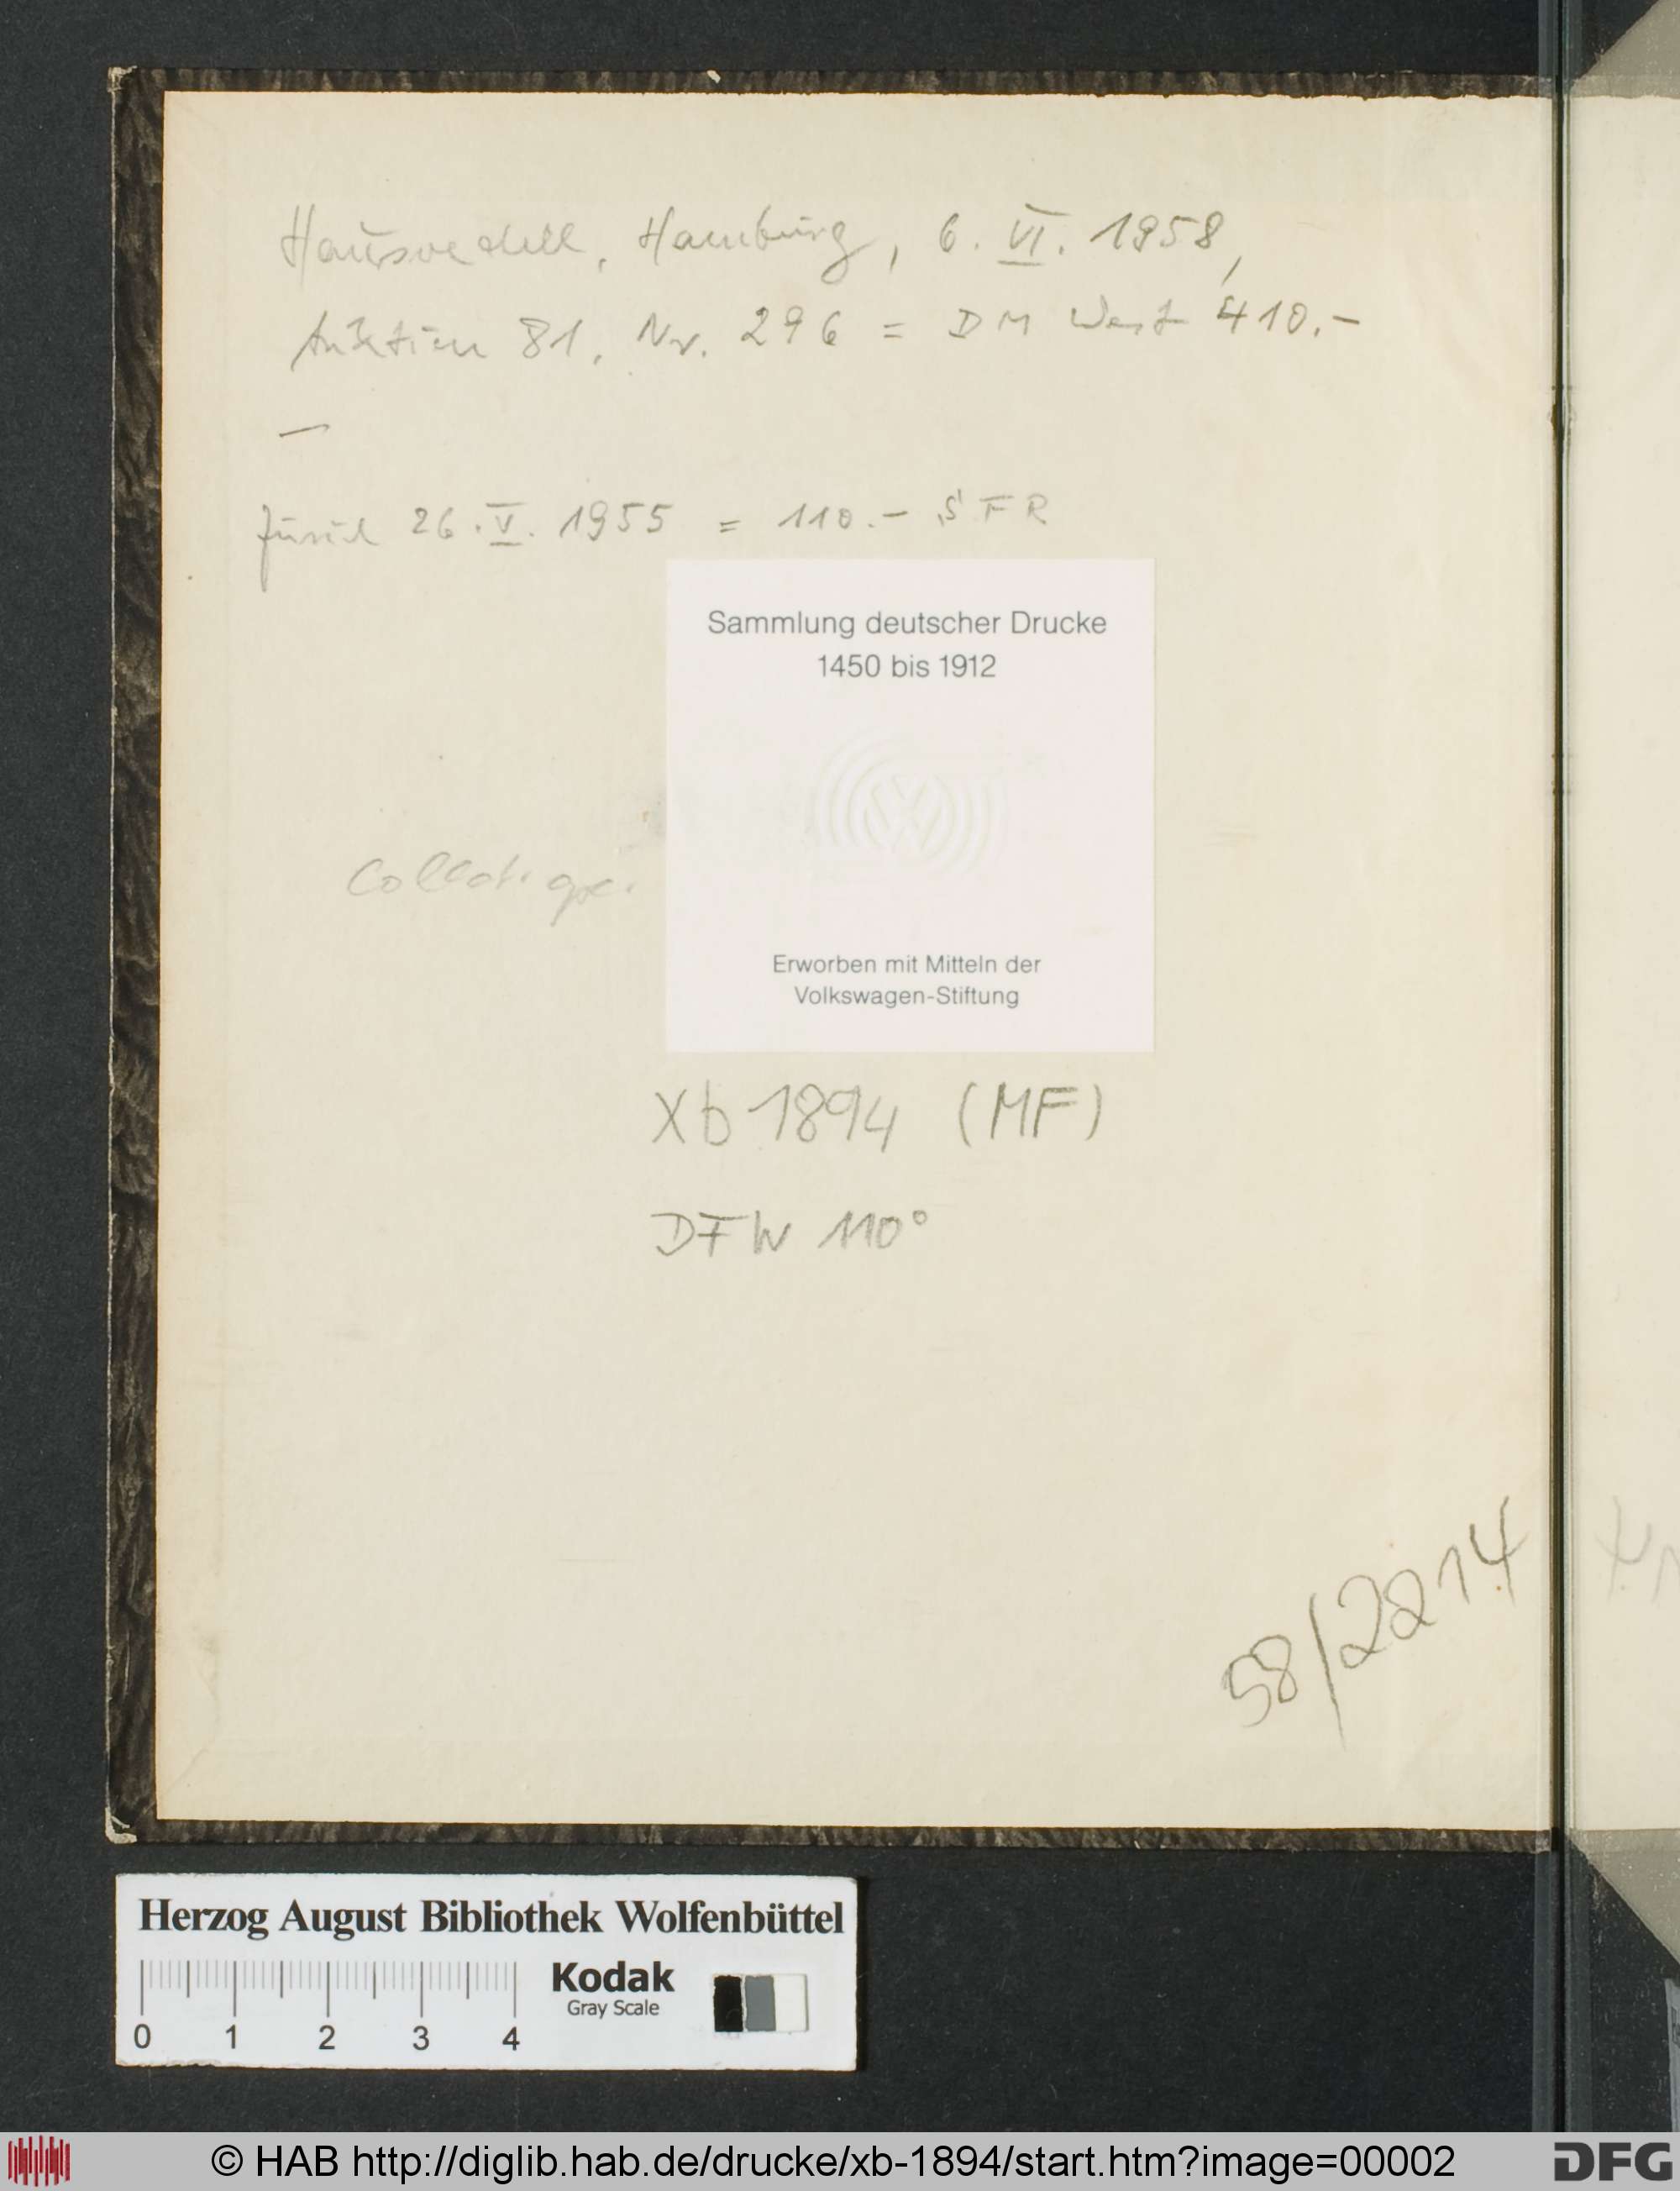 Hauswedell, Hamburg, 6. VI. 1958,
Auktion 81, Nr. 296 = DM West 410.-
—
Zürich 26. V. 1955 = 110.- SFR
Sammlung deutscher Drucke
1450 bis 1912
Collat.
Erworben mit Mitteln der
Volkswagen-Stiftung
Xb 1894 (MF)
DFW 110°
58/2214
Herzog August Bibliothek Wolfenbüttel
Kodak
Gray Scale
0 1 2 3 4
© HAB http://diglib.hab.de/drucke/xb-1894/start.htm?image=00002
DFG